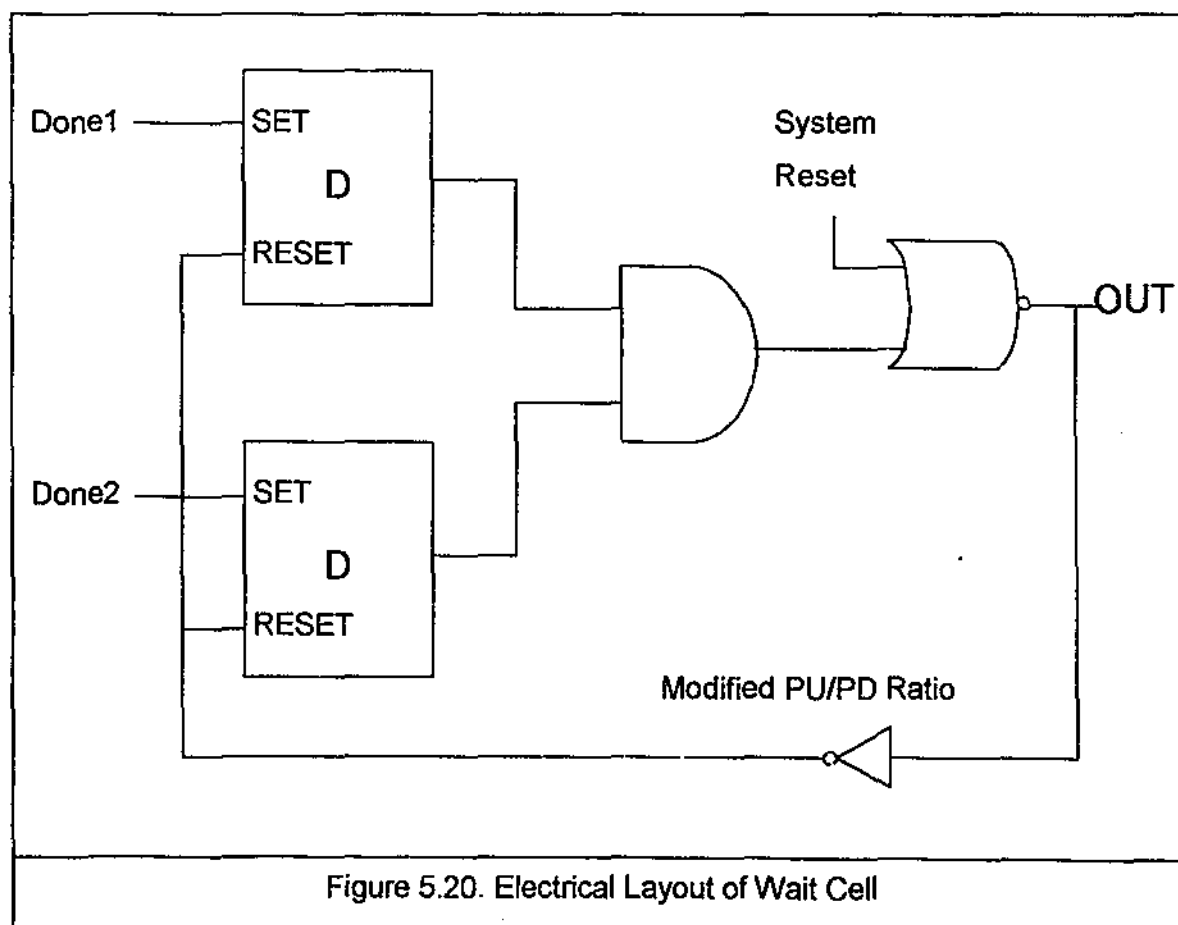 Done1
SET
D
RESET
System
Reset
OUT
Done2
SET
D
RESET
Modified PU/PD Ratio
Figure 5.20. Electrical Layout of Wait Cell